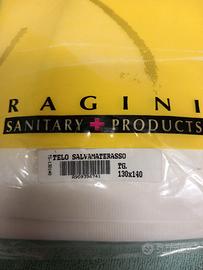 RAGINI
SANITARY + PRODUCTS
TELO SALVAMATERASSO
TG.
130x140